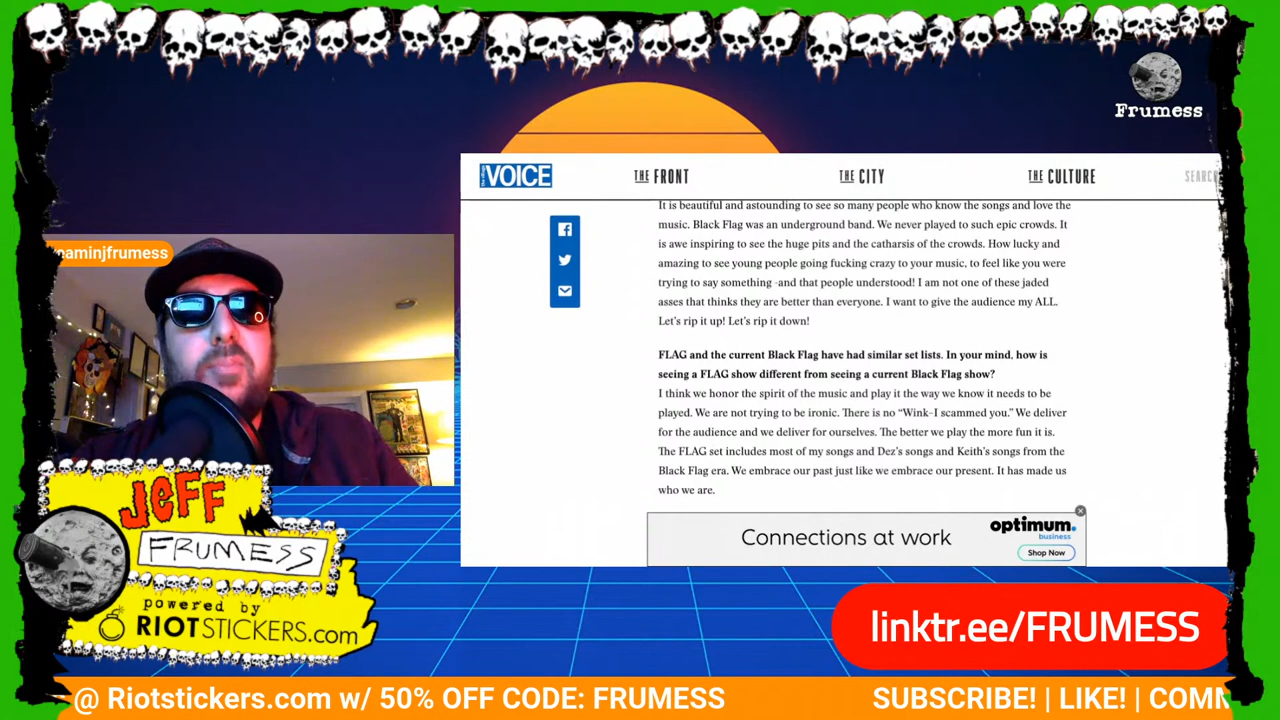 Frumess
the village VOICE
THE FRONT
THE CITY
THE CULTURE
SEARC
It is beautiful and astounding to see so many people who know the songs and love the
music. Black Flag was an underground band. We never played to such epic crowds. It
is awe inspiring to see the huge pits and the catharsis of the crowds. How lucky and
amazing to see young people going fucking crazy to your music, to feel like you were
trying to say something -and that people understood! I am not one of these jaded
asses that thinks they are better than everyone. I want to give the audience my ALL.
Let's rip it up! Let's rip it down!
FLAG and the current Black Flag have had similar set lists. In your mind, how is
seeing a FLAG show different from seeing a current Black Flag show?
I think we honor the spirit of the music and play it the way we know it needs to be
played. We are not trying to be ironic. There is no “Wink-I scammed you.” We deliver
for the audience and we deliver for ourselves. The better we play the more fun it is.
The FLAG set includes most of my songs and Dez's songs and Keith's songs from the
Black Flag era. We embrace our past just like we embrace our present. It has made us
who we are.
Connections at work
optimum.
business
Shop Now
eaminjfrumess
JEFF
FRUMESS
powered by
RIOTSTICKERS.com
linktr.ee/FRUMESS
@ Riotstickers.com w/ 50% OFF CODE: FRUMESS
SUBSCRIBE! | LIKE! | COMM